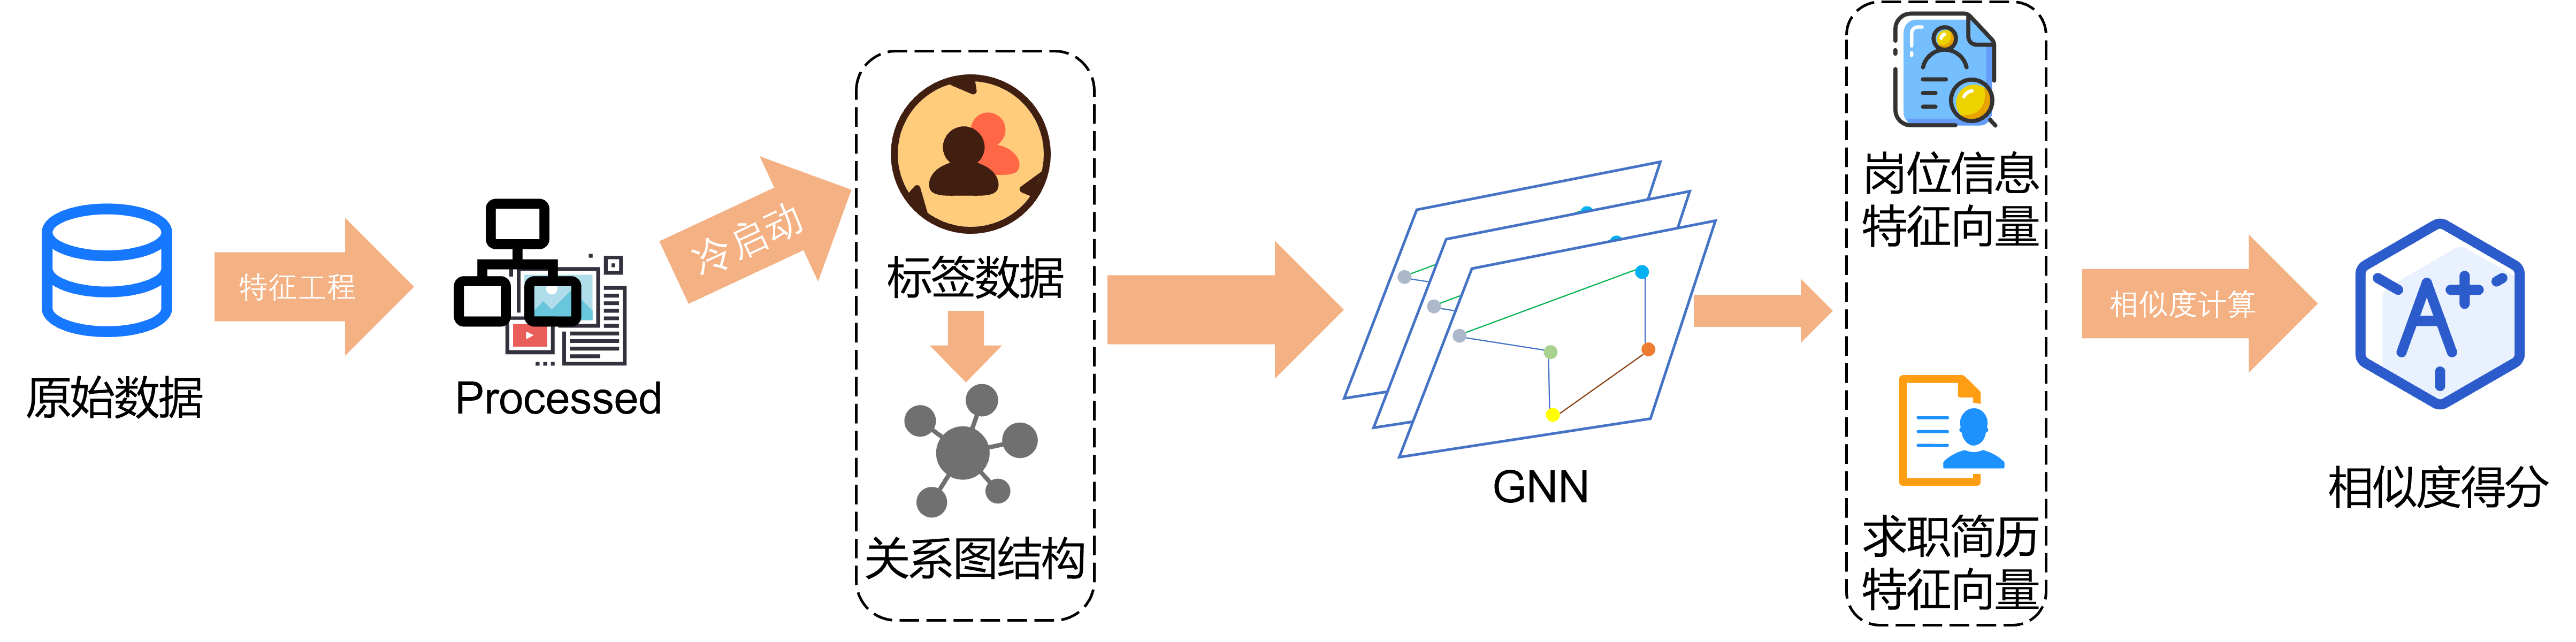 原始数据
特征工程
Processed
冷启动
标签数据
关系图结构
GNN
岗位信息
特征向量
求职简历
特征向量
相似度计算
A+
相似度得分